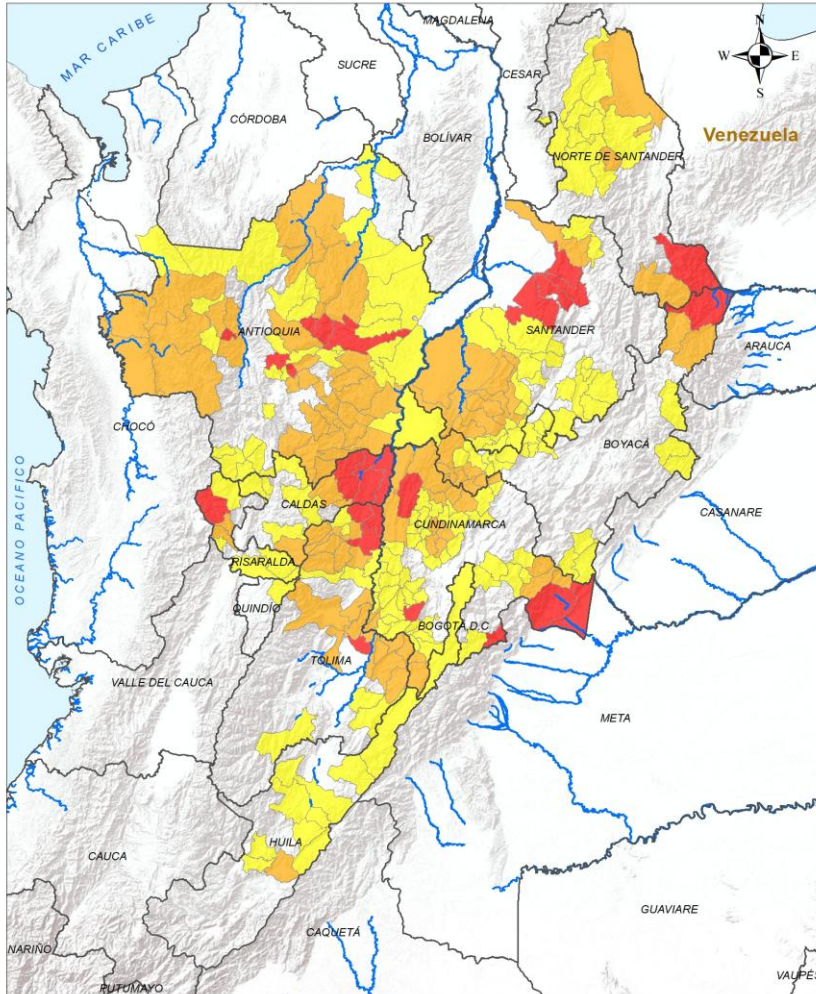 MAGDALENA
N
MAR CARIBE
W
E
SUCRE
CESAR
S
CÓRDOBA
BOLÍVAR
Venezuela
NORTE DE SANTANDER
ANTIOQUIA
SANTANDER
ARAUCA
CHOCÓ
BOYACÁ
CALDAS
CUNDINAMARCA
CASANARE
OCEANO PACIFICO
RISARALDA
QUINDÍO
BOGOTÁ, D.C.
TOLIMA
VALLE DEL CAUCA
META
HUILA
CAUCA
GUAVIARE
CAQUETÁ
NARIÑO
PUTUMAYO
VAUPÉS